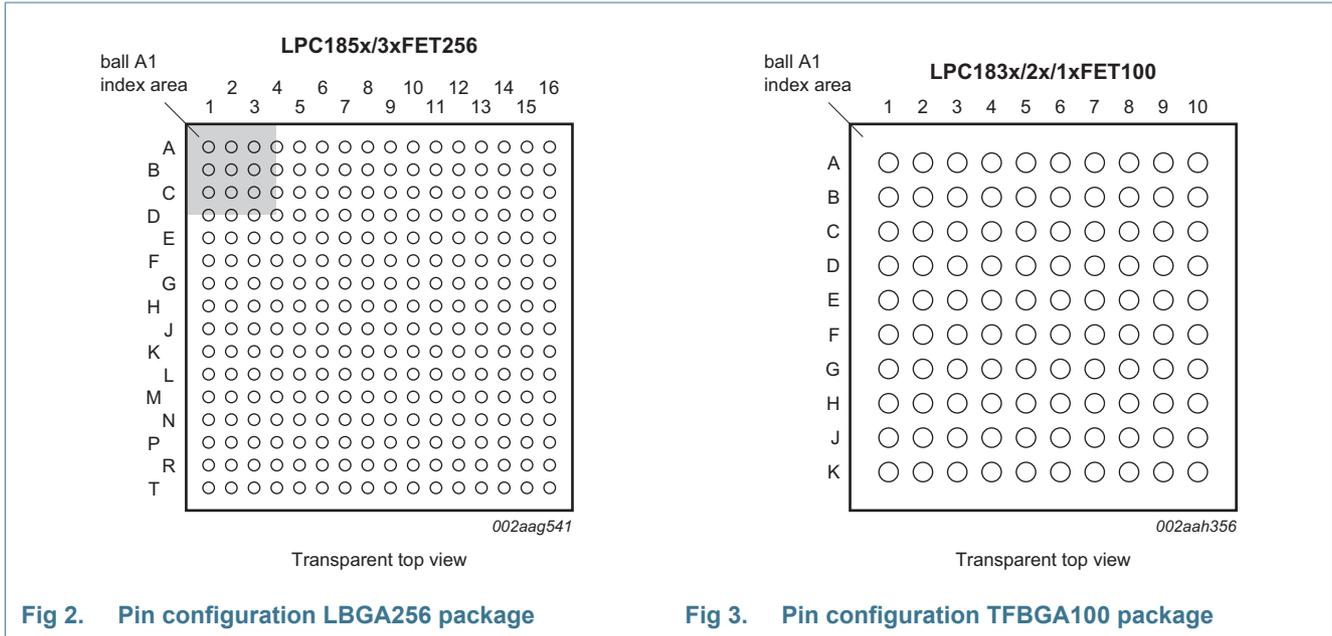 LPC185x/3xFET256
ball A1
index area
2 4 6 8 10 12 14 16
1 3 5 7 9 11 13 15
A
B
C
D
E
F
G
H
J
K
L
M
N
P
R
T
002aag541
Transparent top view
Fig 2. Pin configuration LBGA256 package
ball A1
index area
LPC183x/2x/1xFET100
1 2 3 4 5 6 7 8 9 10
A
B
C
D
E
F
G
H
J
K
002aah356
Transparent top view
Fig 3. Pin configuration TFBGA100 package